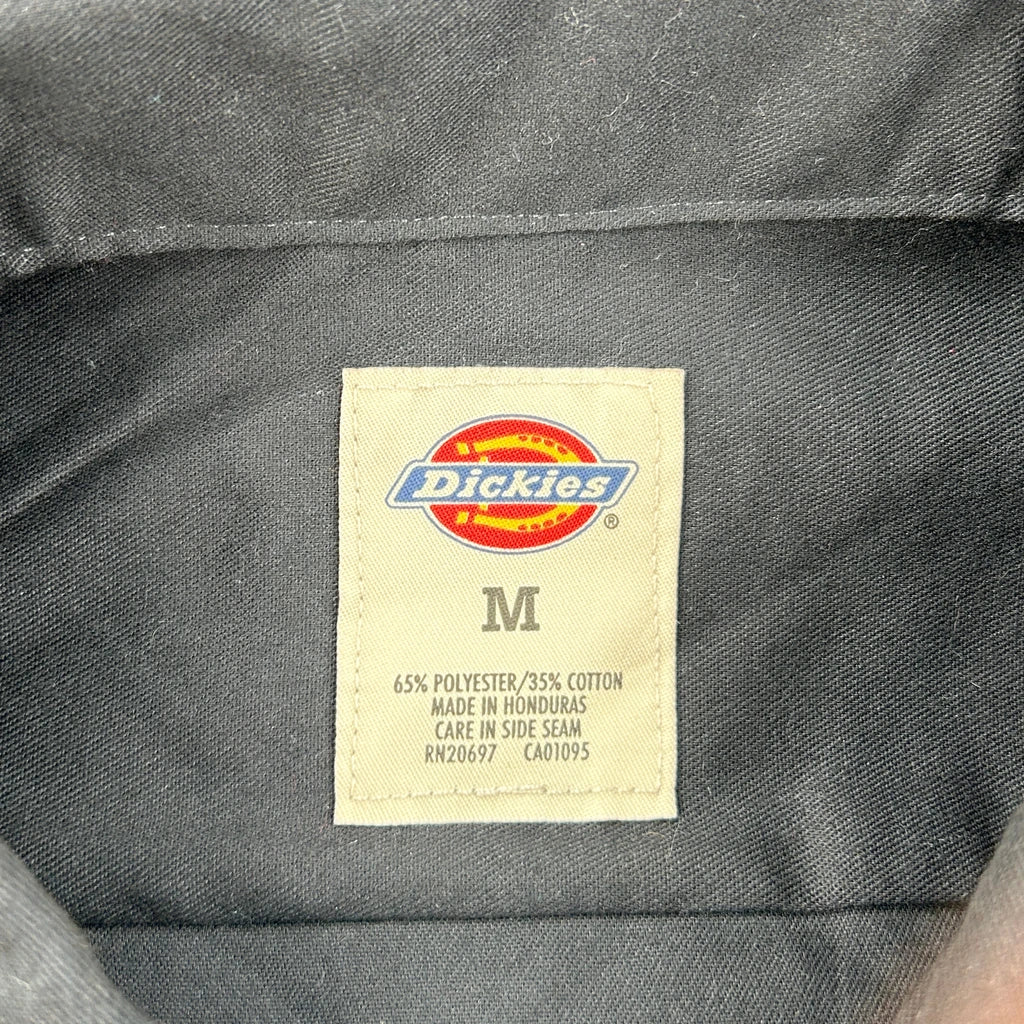 Dickies
®
M
65% POLYESTER/35% COTTON
MADE IN HONDURAS
CARE IN SIDE SEAM
RN20697 CA01095